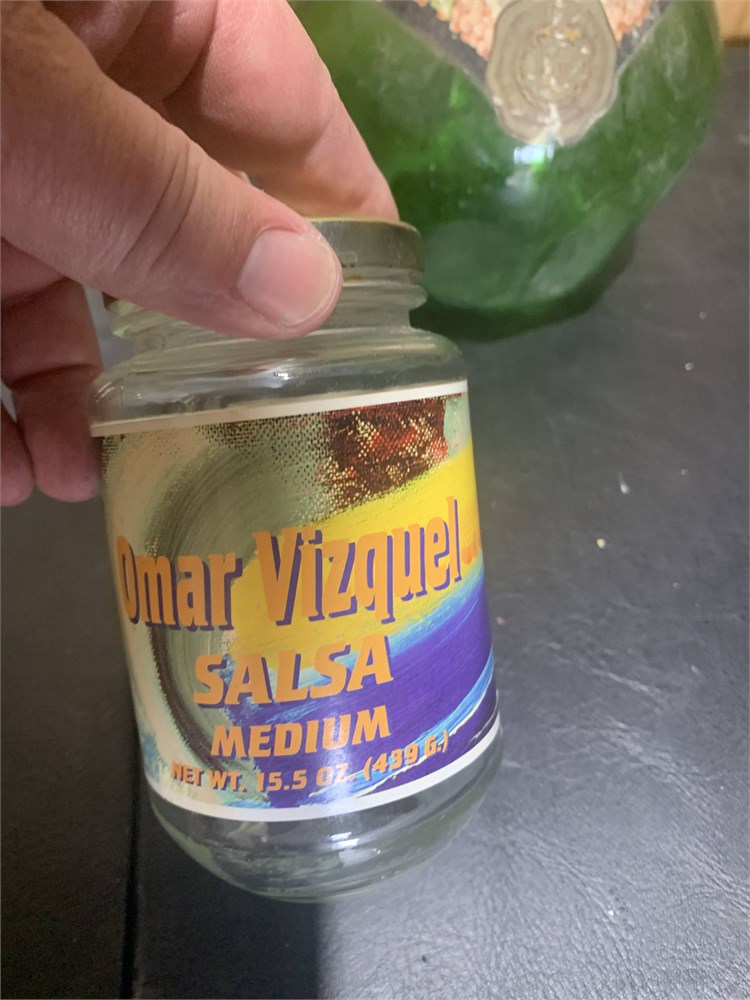 Omar Vizquel
SALSA
MEDIUM
NET WT. 15.5 OZ. (439 G.)